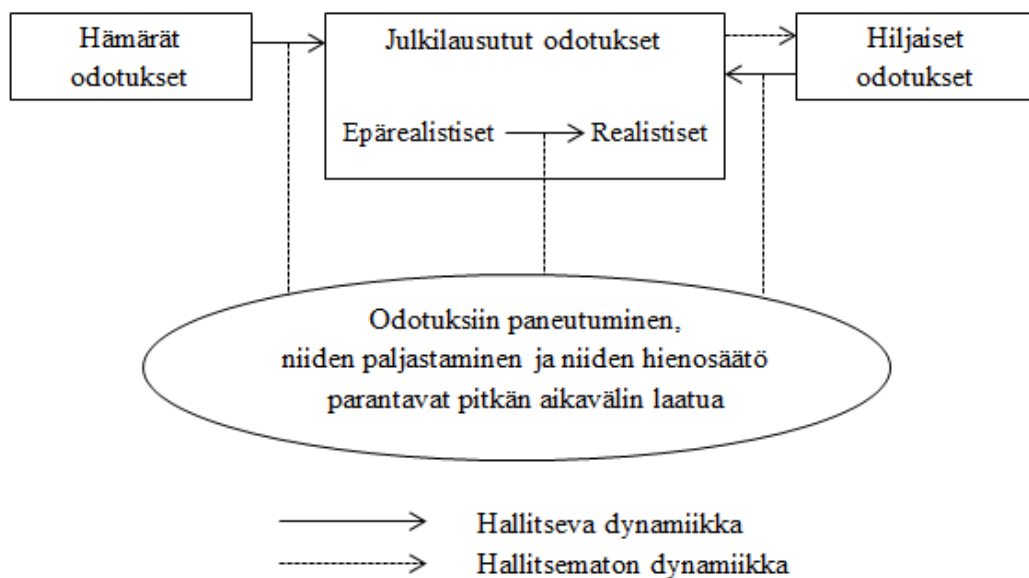 Hämärät
odotukset
Julkilausutut odotukset
Hiljaiset
odotukset
Epärealistiset
Realistiset
Odotuksiin paneutuminen,
niiden paljastaminen ja niiden hienosäätö
parantavat pitkän aikavälin laatua
Hallitseva dynamiikka
Hallitsematon dynamiikka